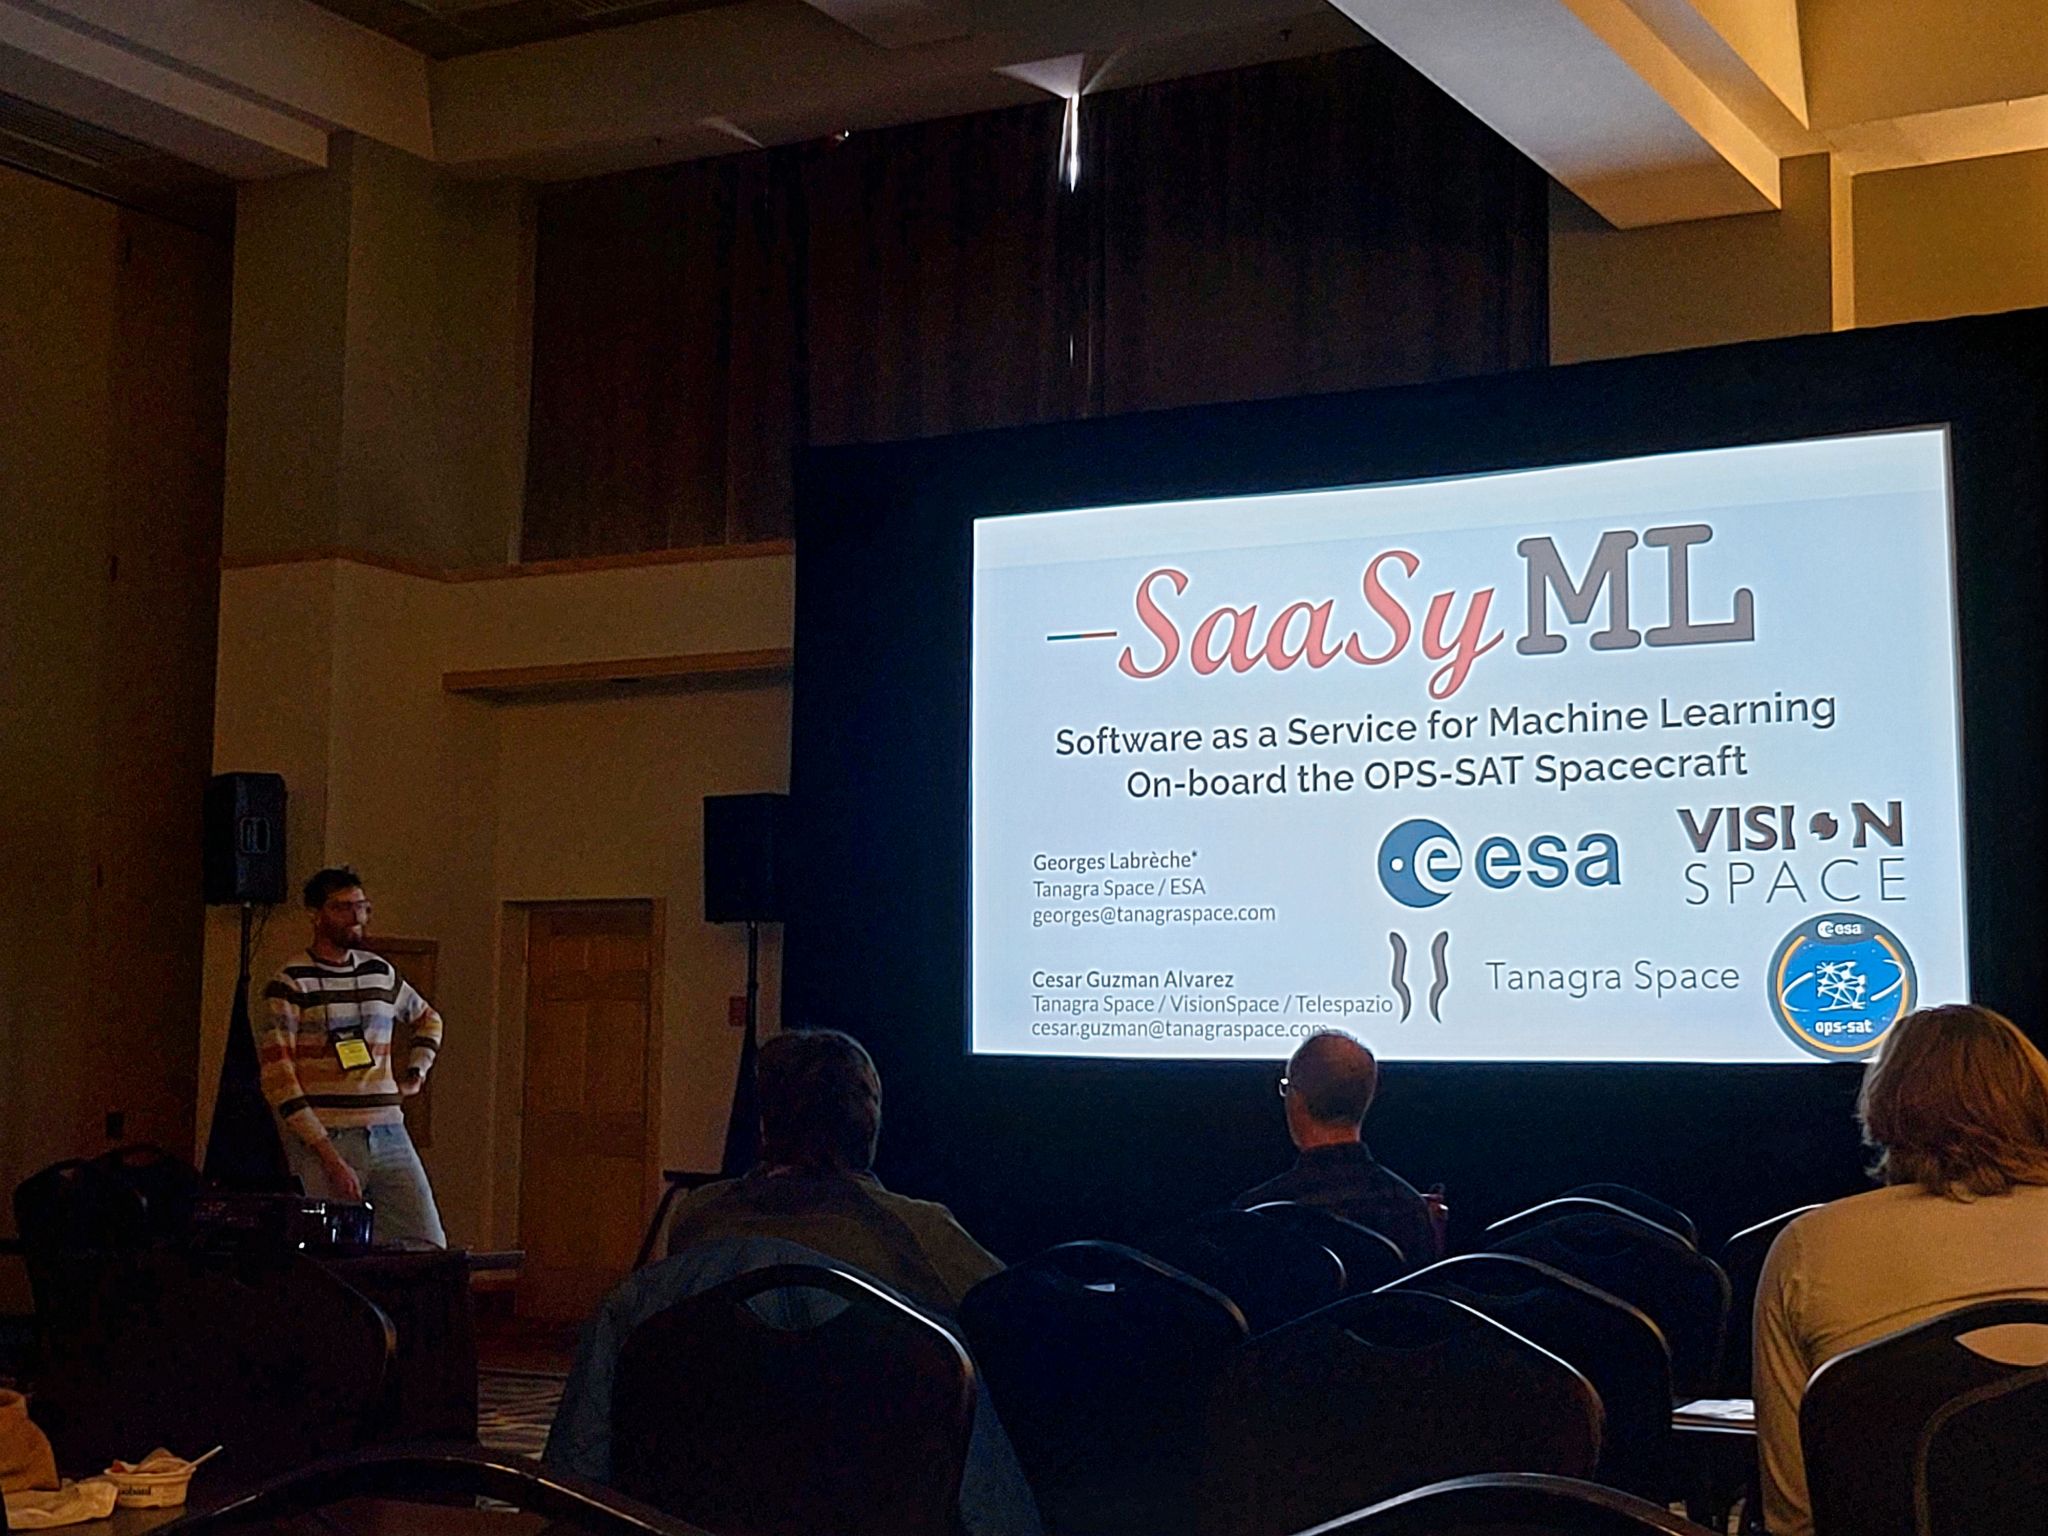 SaaSyML
Software as a Service for Machine Learning
On-board the OPS-SAT Spacecraft
esa
VISION
SPACE
Georges Labrèche*
Tanagra Space / ESA
georges@tanagraspace.com
Tanagra Space
esa
ops-sat
Cesar Guzman Alvarez
Tanagra Space / VisionSpace / Telespazio
cesar.guzman@tanagraspace.com